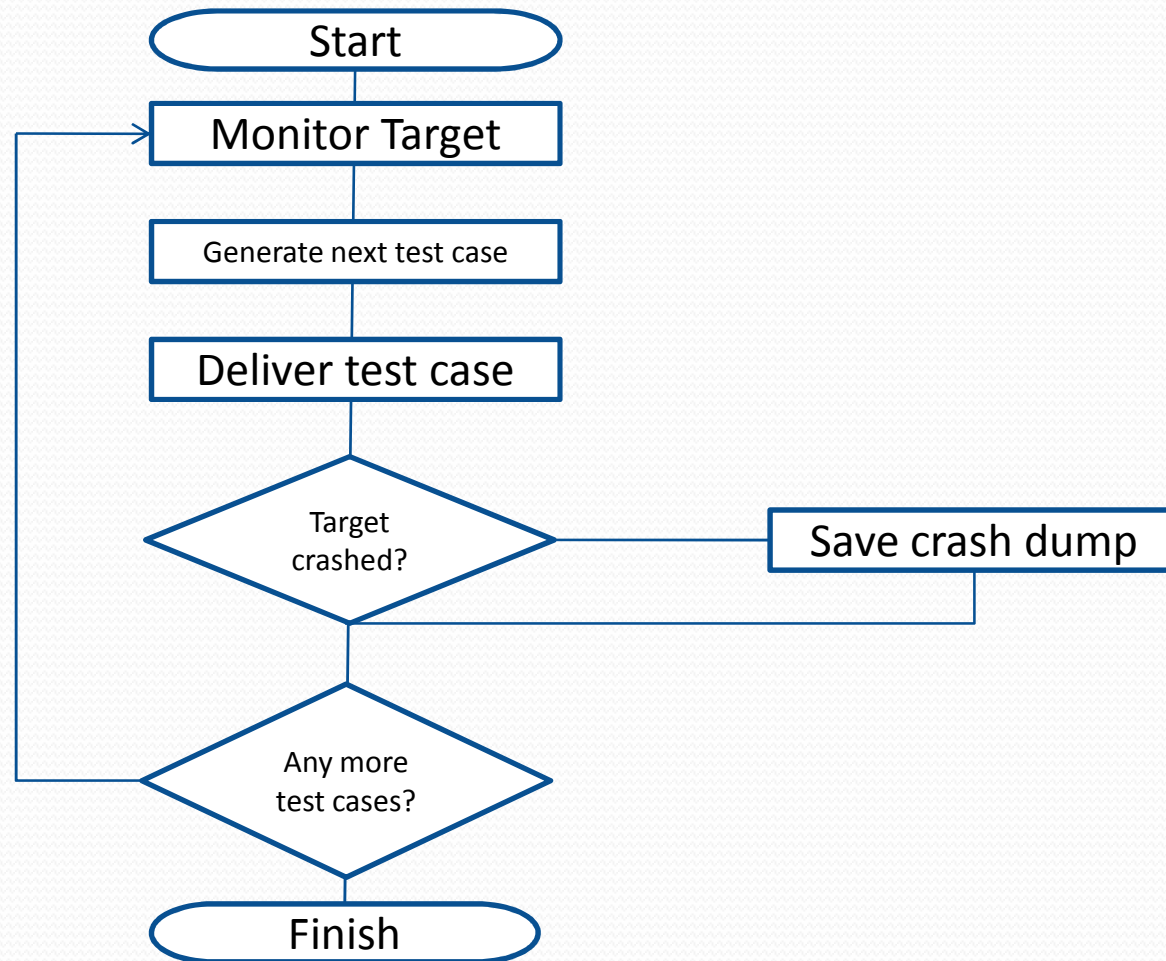 Start
Monitor Target
Generate next test case
Deliver test case
Target
crashed?
Save crash dump
Any more
test cases?
Finish